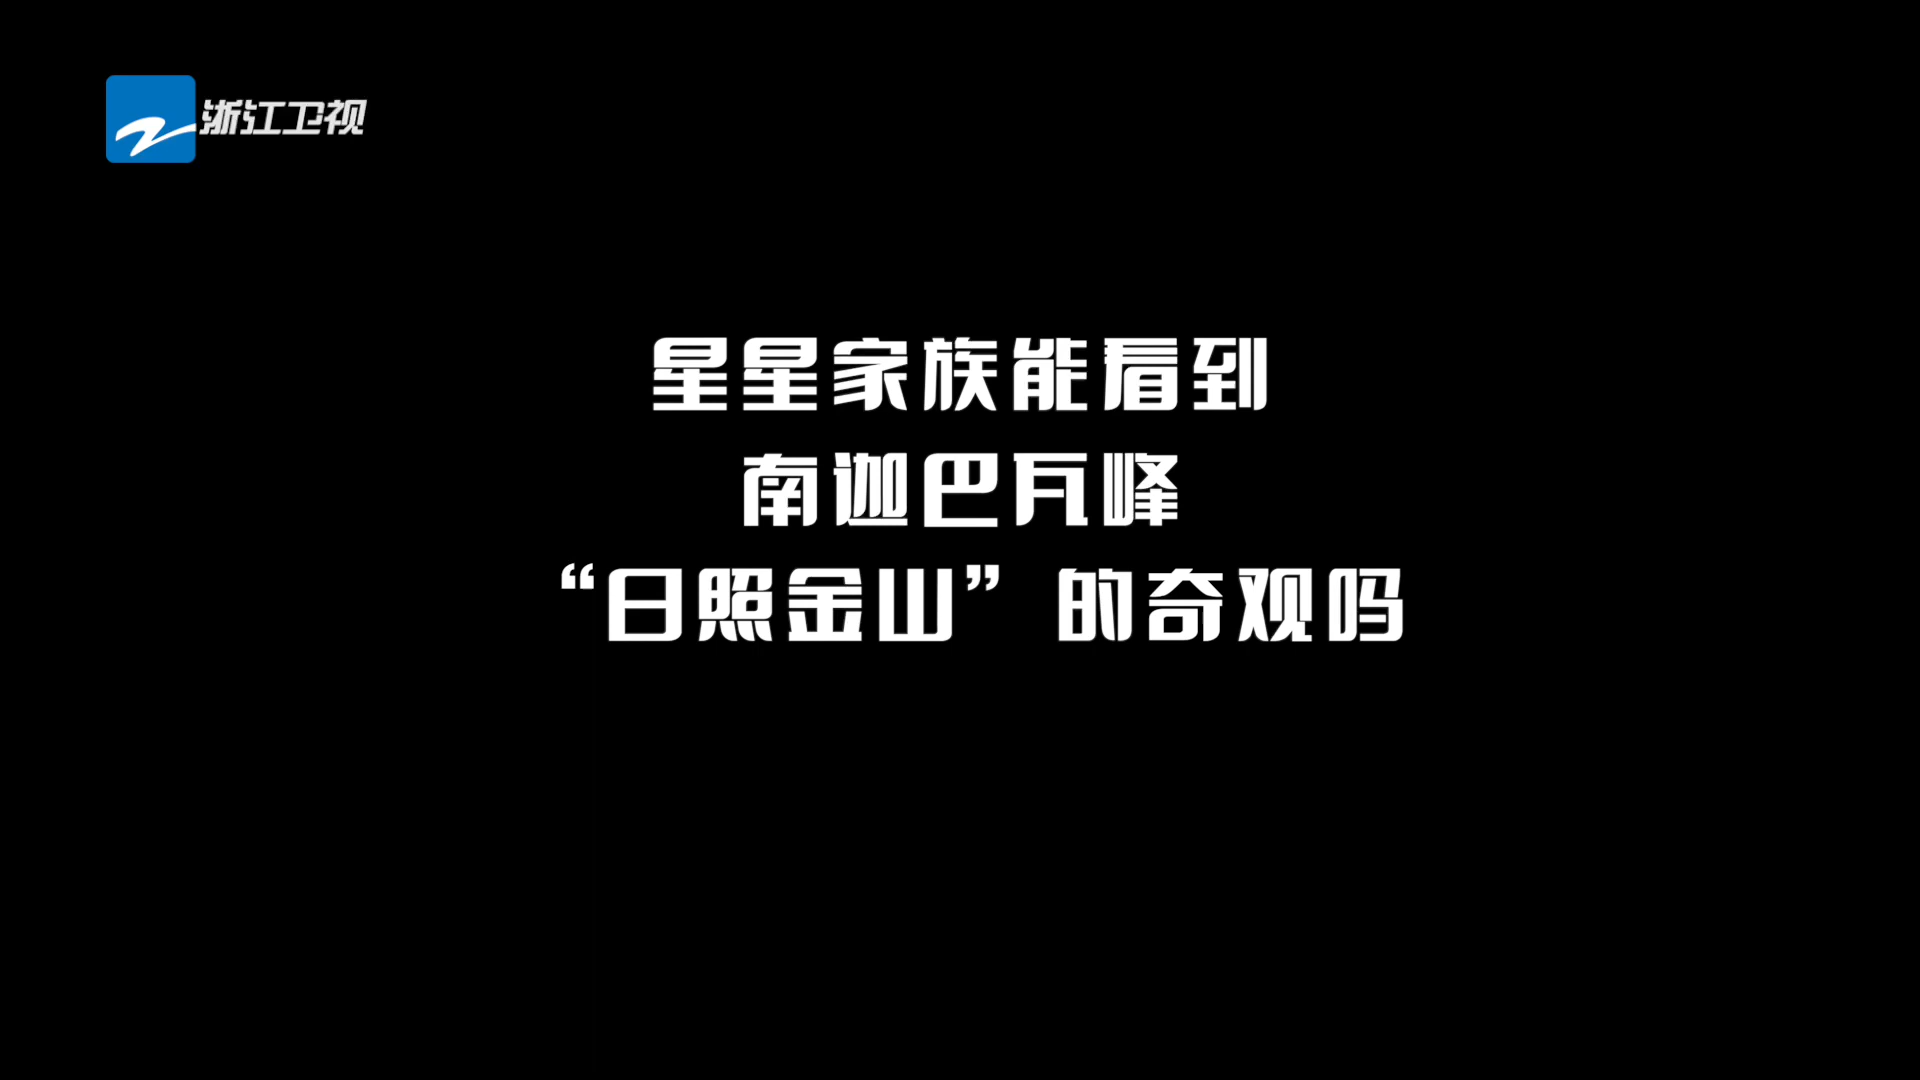 浙江卫视
星星家族能看到
南迦巴瓦峰
“日照金山”的奇观吗